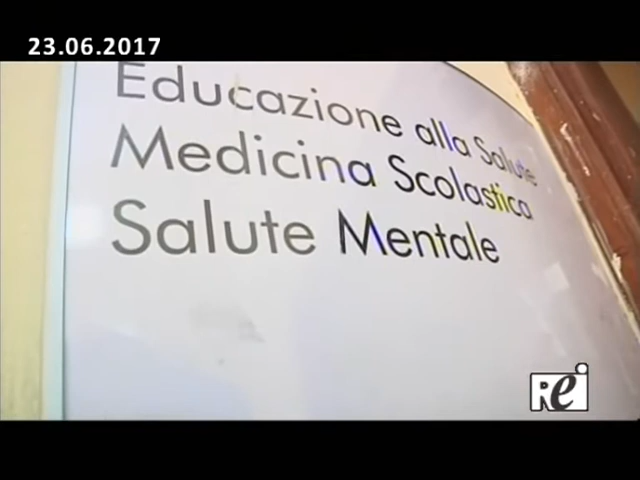 23.06.2017
Educazione alla Salute
Medicina Scolastica
Salute Mentale
Rei